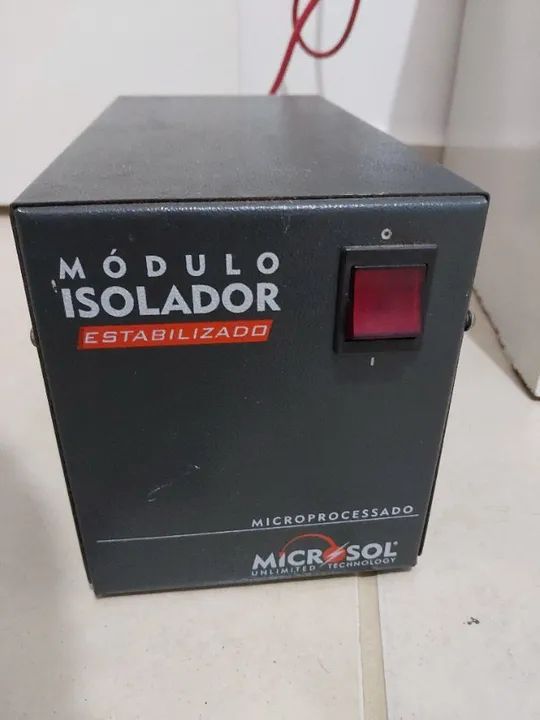 MÓDULO
ISOLADOR
ESTABILIZADO
O
I
MICROPROCESSADO
MICROSOL®
UNLIMITED TECHNOLOGY